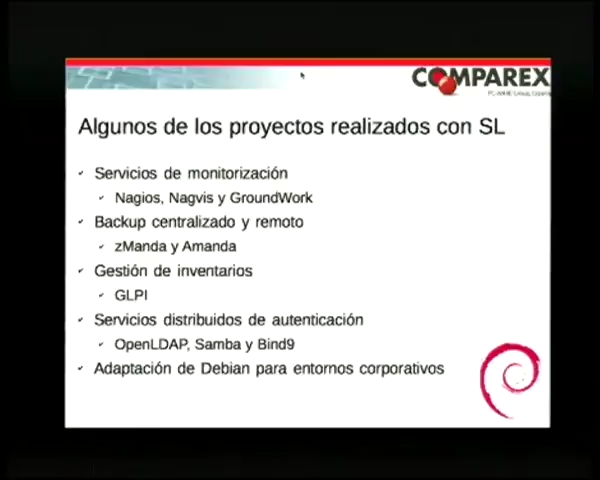 COMPAREX
Algunos de los proyectos realizados con SL
Servicios de monitorización
Nagios, Nagvis y GroundWork
Backup centralizado y remoto
zManda y Amanda
Gestión de inventarios
GLPI
Servicios distribuidos de autenticación
OpenLDAP, Samba y Bind9
Adaptación de Debian para entornos corporativos